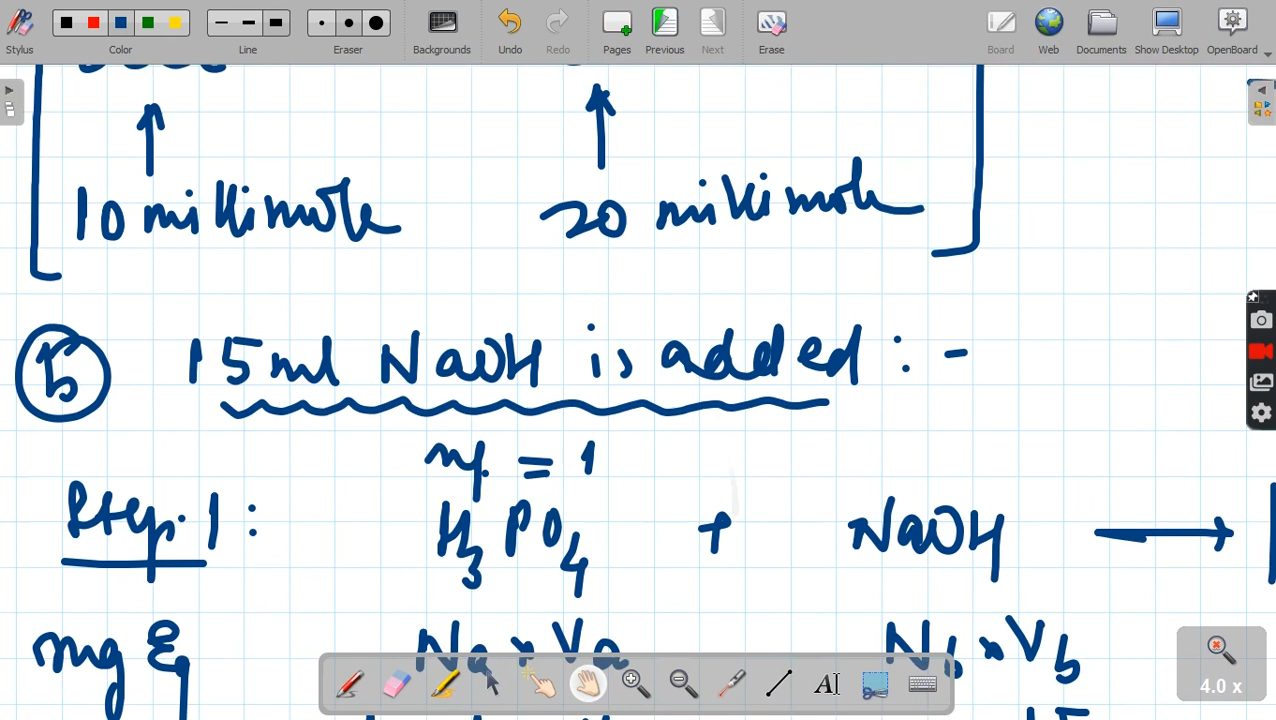 Stylus Color Line Eraser Backgrounds Undo Redo Pages Previous Next Erase Board Web Documents Show Desktop OpenBoard
10 millimole 20 millimole
b 15ml NaOH is added :-
nf = 1
Step. 1 : H3PO4 + NaOH →
mg Eq Na × Va Nb × Vb
15
4.0 x